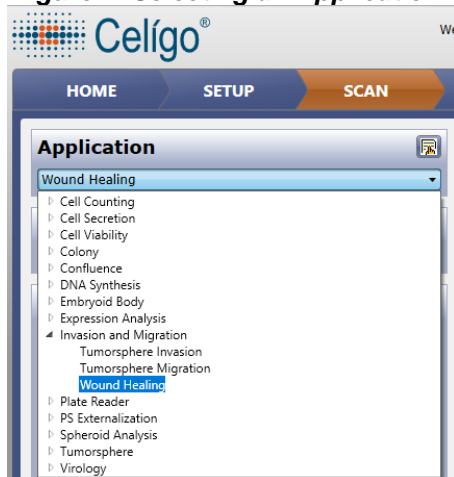 Celígo®
We
HOME SETUP SCAN
Application
Wound Healing
Cell Counting
Cell Secretion
Cell Viability
Colony
Confluence
DNA Synthesis
Embryoid Body
Expression Analysis
Invasion and Migration
Tumorsphere Invasion
Tumorsphere Migration
Wound Healing
Plate Reader
PS Externalization
Spheroid Analysis
Tumorsphere
Virology